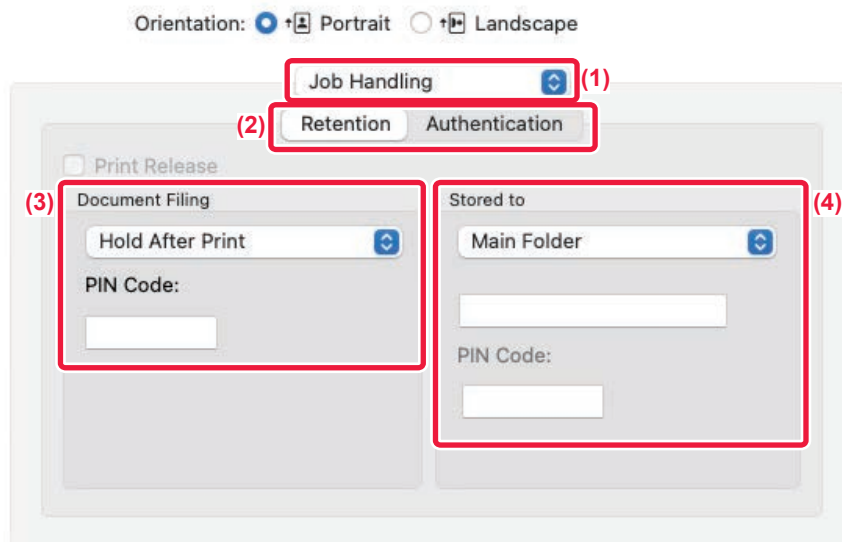 Orientation: Portrait Landscape
Job Handling (1)
(2) Retention Authentication
Print Release
(3) Document Filing
Hold After Print
PIN Code:
Stored to (4)
Main Folder
PIN Code: